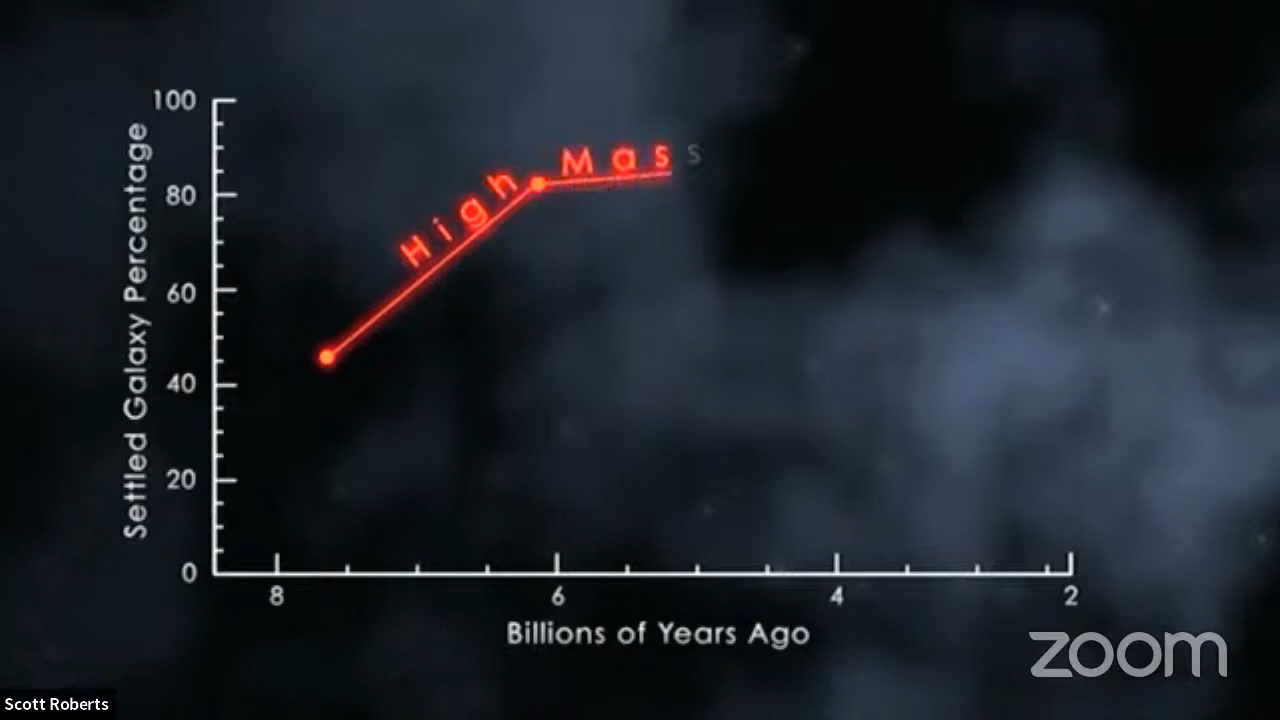 100
80
60
40
20
0
Settled Galaxy Percentage
High Mass
8 6 4 2
Billions of Years Ago
zoom
Scott Roberts